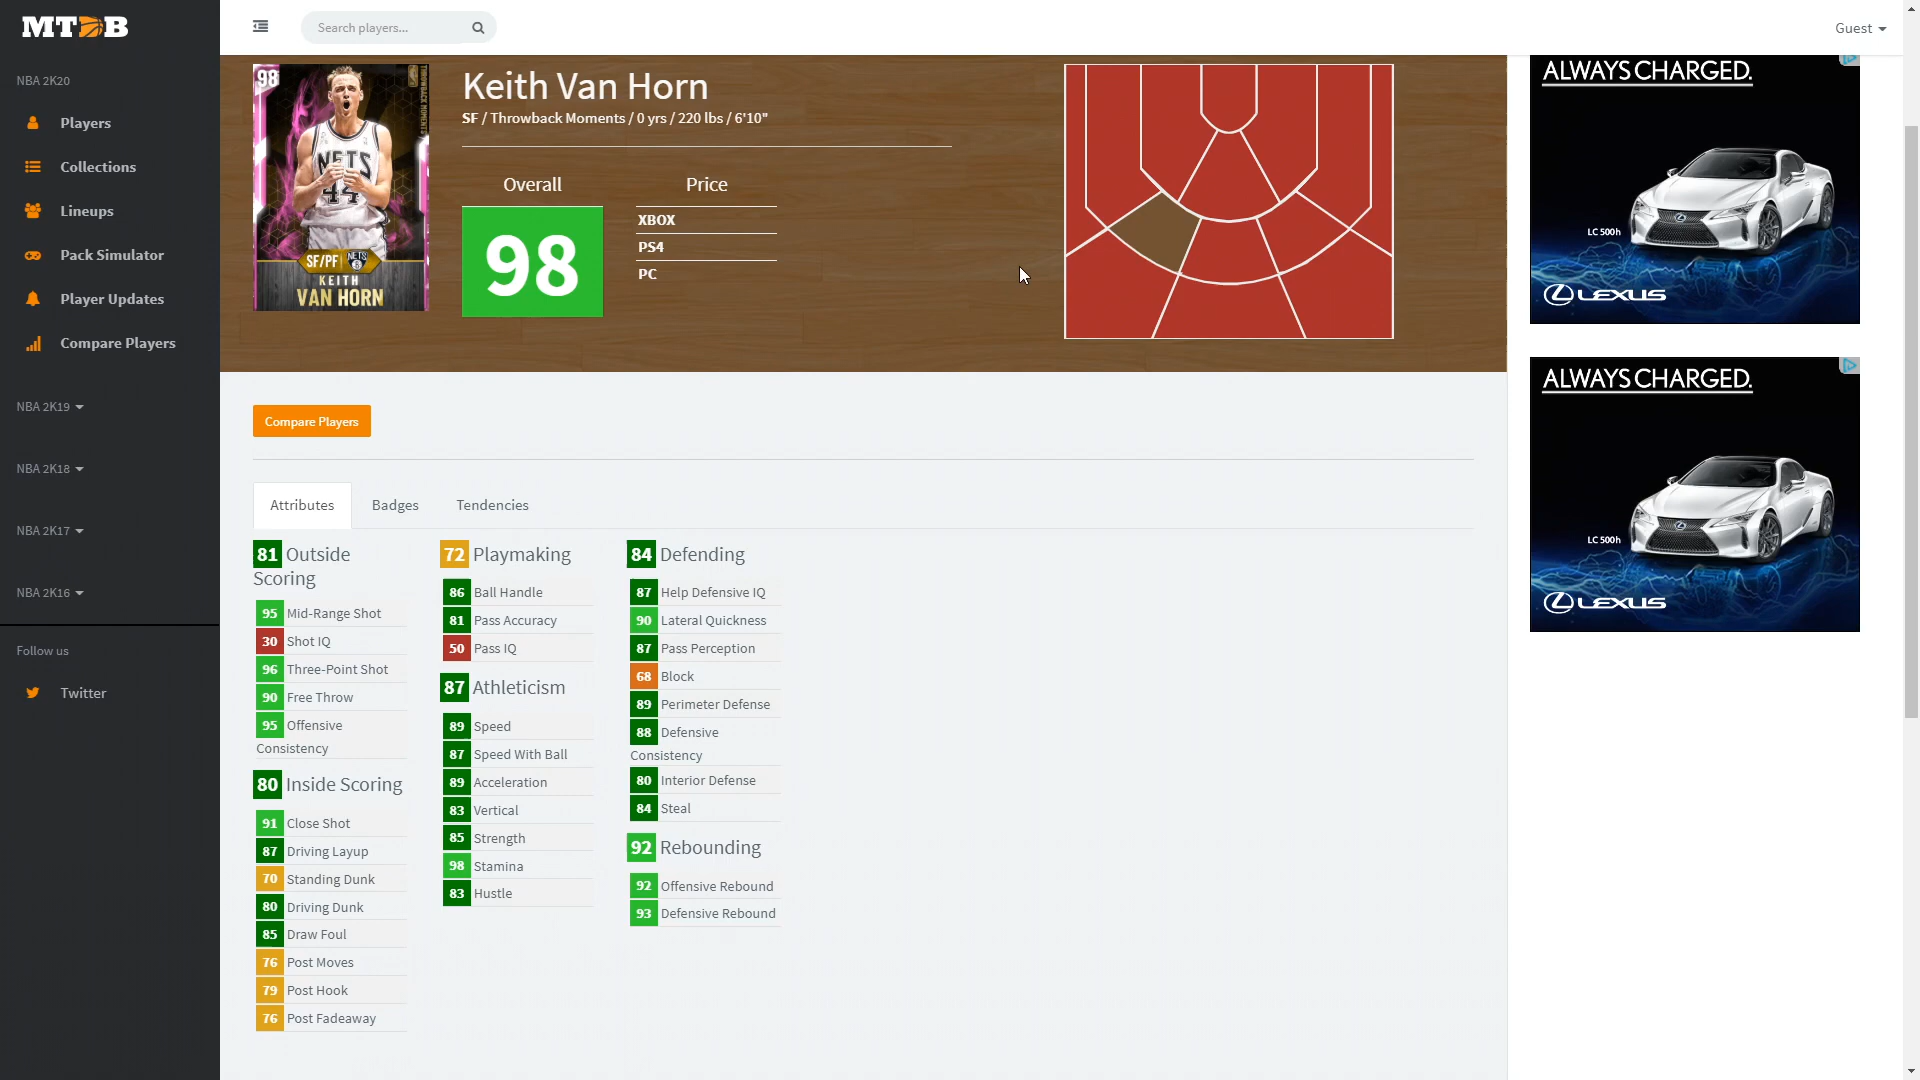 MTDB
NBA 2K20
Players
Collections
Lineups
Pack Simulator
Player Updates
Compare Players
NBA 2K19
NBA 2K18
NBA 2K17
NBA 2K16
Follow us
Twitter
Search players...
Guest
98
THROWBACK MOMENTS
NETS
44
SF/PF
NETS
KEITH
VAN HORN
Keith Van Horn
SF / Throwback Moments / 0 yrs / 220 lbs / 6'10"
Overall
98
Price
XBOX
PS4
PC
Compare Players
Attributes
Badges
Tendencies
81 Outside
Scoring
95 Mid-Range Shot
30 Shot IQ
96 Three-Point Shot
90 Free Throw
95 Offensive
Consistency
80 Inside Scoring
91 Close Shot
87 Driving Layup
70 Standing Dunk
80 Driving Dunk
85 Draw Foul
76 Post Moves
79 Post Hook
76 Post Fadeaway
72 Playmaking
86 Ball Handle
81 Pass Accuracy
50 Pass IQ
87 Athleticism
89 Speed
87 Speed With Ball
89 Acceleration
83 Vertical
85 Strength
98 Stamina
83 Hustle
84 Defending
87 Help Defensive IQ
90 Lateral Quickness
87 Pass Perception
68 Block
89 Perimeter Defense
88 Defensive
Consistency
80 Interior Defense
84 Steal
92 Rebounding
92 Offensive Rebound
93 Defensive Rebound
ALWAYS CHARGED.
LC 500h
LEXUS
ALWAYS CHARGED.
LC 500h
LEXUS